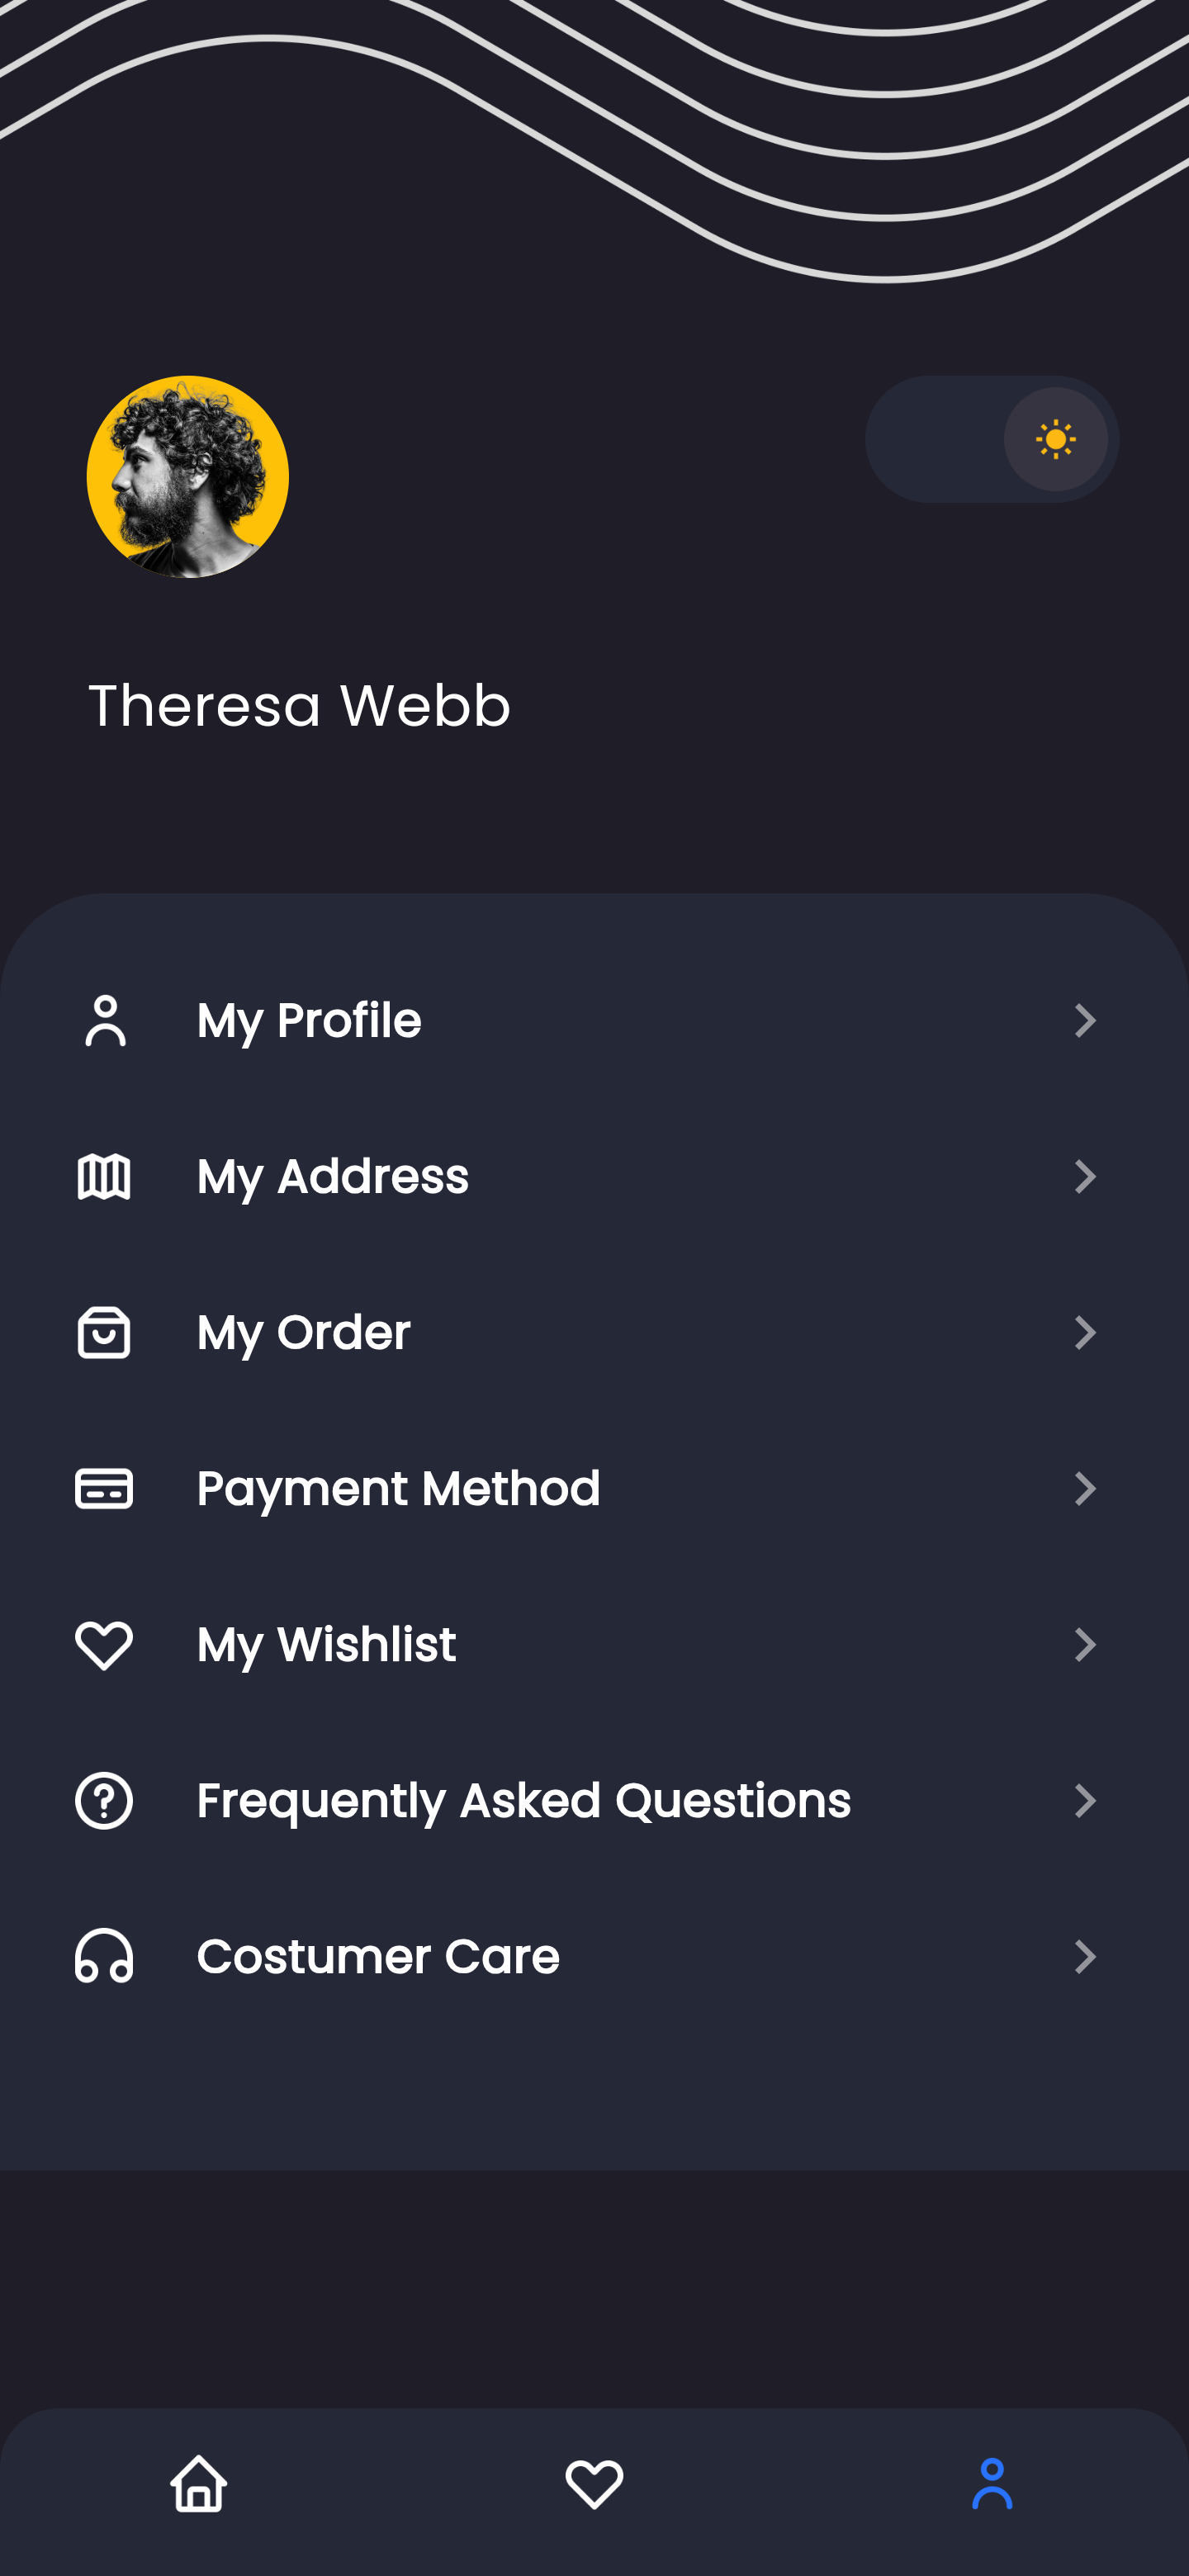 Theresa Webb
My Profile
My Address
My Order
Payment Method
My Wishlist
Frequently Asked Questions
Costumer Care